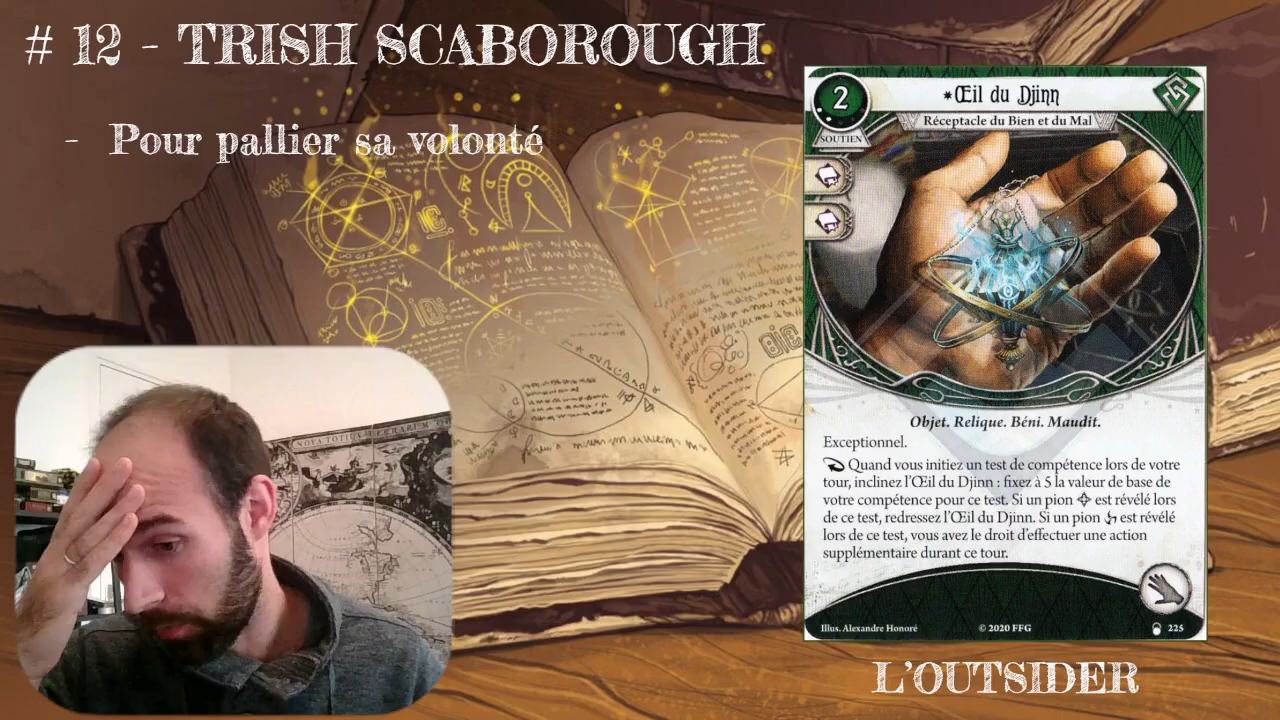 # 12 - TRISH SCABOROUGH
- Pour pallier sa volonté
2
SOUTIEN
Œil du Djinn
Réceptacle du Bien et du Mal
NOVA TOTIUS TERRARUM
Objet. Relique. Béni. Maudit.
Exceptionnel.
Quand vous initiez un test de compétence lors de votre
tour, inclinez l'Œil du Djinn : fixez à 5 la valeur de base de
votre compétence pour ce test. Si un pion est révélé lors
de ce test, redressez l'Œil du Djinn. Si un pion est révélé
lors de ce test, vous avez le droit d'effectuer une action
supplémentaire durant ce tour.
Illus. Alexandre Honoré
© 2020 FFG
225
L'OUTSIDER